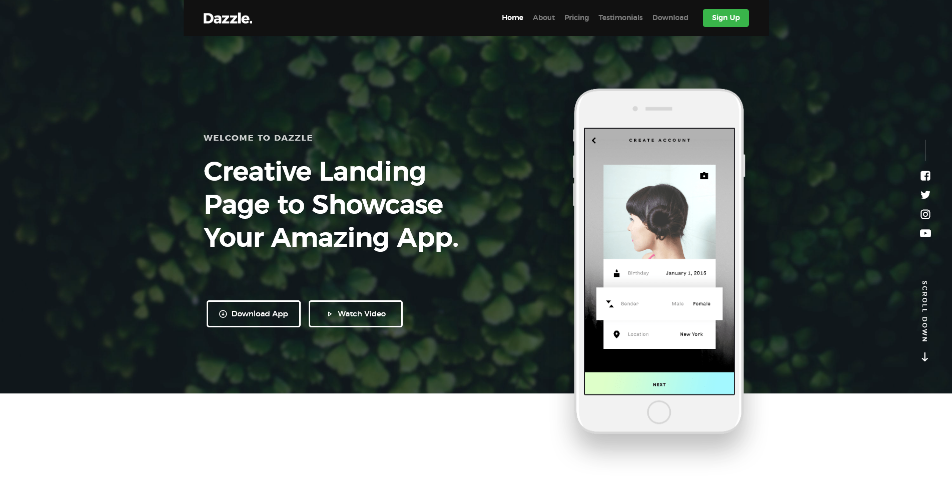 Dazzle.
Home About Pricing Testimonials Download Sign Up
WELCOME TO DAZZLE
Creative Landing
Page to Showcase
Your Amazing App.
Download App Watch Video
CREATE ACCOUNT
Birthday January 1, 2015
Gender Male Female
Location New York
NEXT
SCROLL DOWN